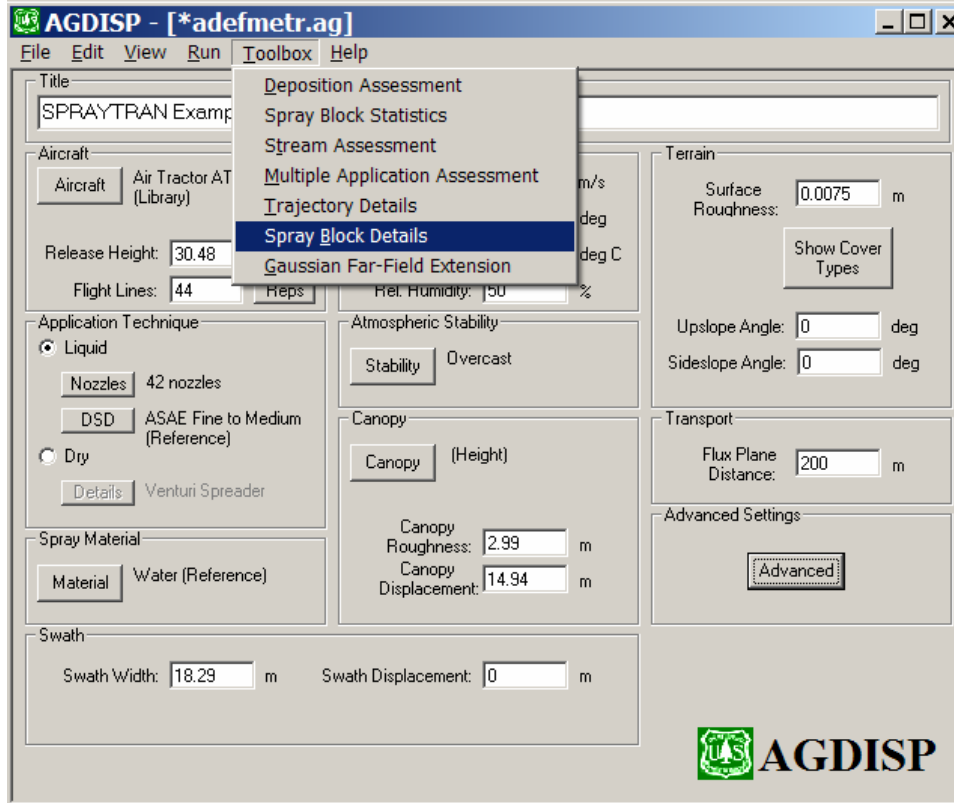 AGDISP - [*adefmetr.ag]
File Edit View Run Toolbox Help
Deposition Assessment
Spray Block Statistics
Stream Assessment
Multiple Application Assessment
Trajectory Details
Spray Block Details
Gaussian Far-Field Extension
Title
SPRAYTRAN
Aircraft
Aircraft
Air Tractor
(Library)
Release Height: 30.48
Flight Lines: 44 Reps
m/s
deg
deg C
Rel. Humidity: 50 %
Terrain
Surface
Roughness: 0.0075 m
Show Cover
Types
Upslope Angle: 0 deg
Sideslope Angle: 0 deg
Application Technique
Liquid
Nozzles 42 nozzles
DSD ASAE Fine to Medium
(Reference)
Dry
Details Venturi Spreader
Atmospheric Stability
Stability Overcast
Canopy
Canopy (Height)
Canopy
Roughness: 2.99 m
Canopy
Displacement: 14.94 m
Transport
Flux Plane
Distance: 200 m
Advanced Settings
Advanced
Spray Material
Material Water (Reference)
Swath
Swath Width: 18.29 m Swath Displacement: 0 m
U S
AGDISP